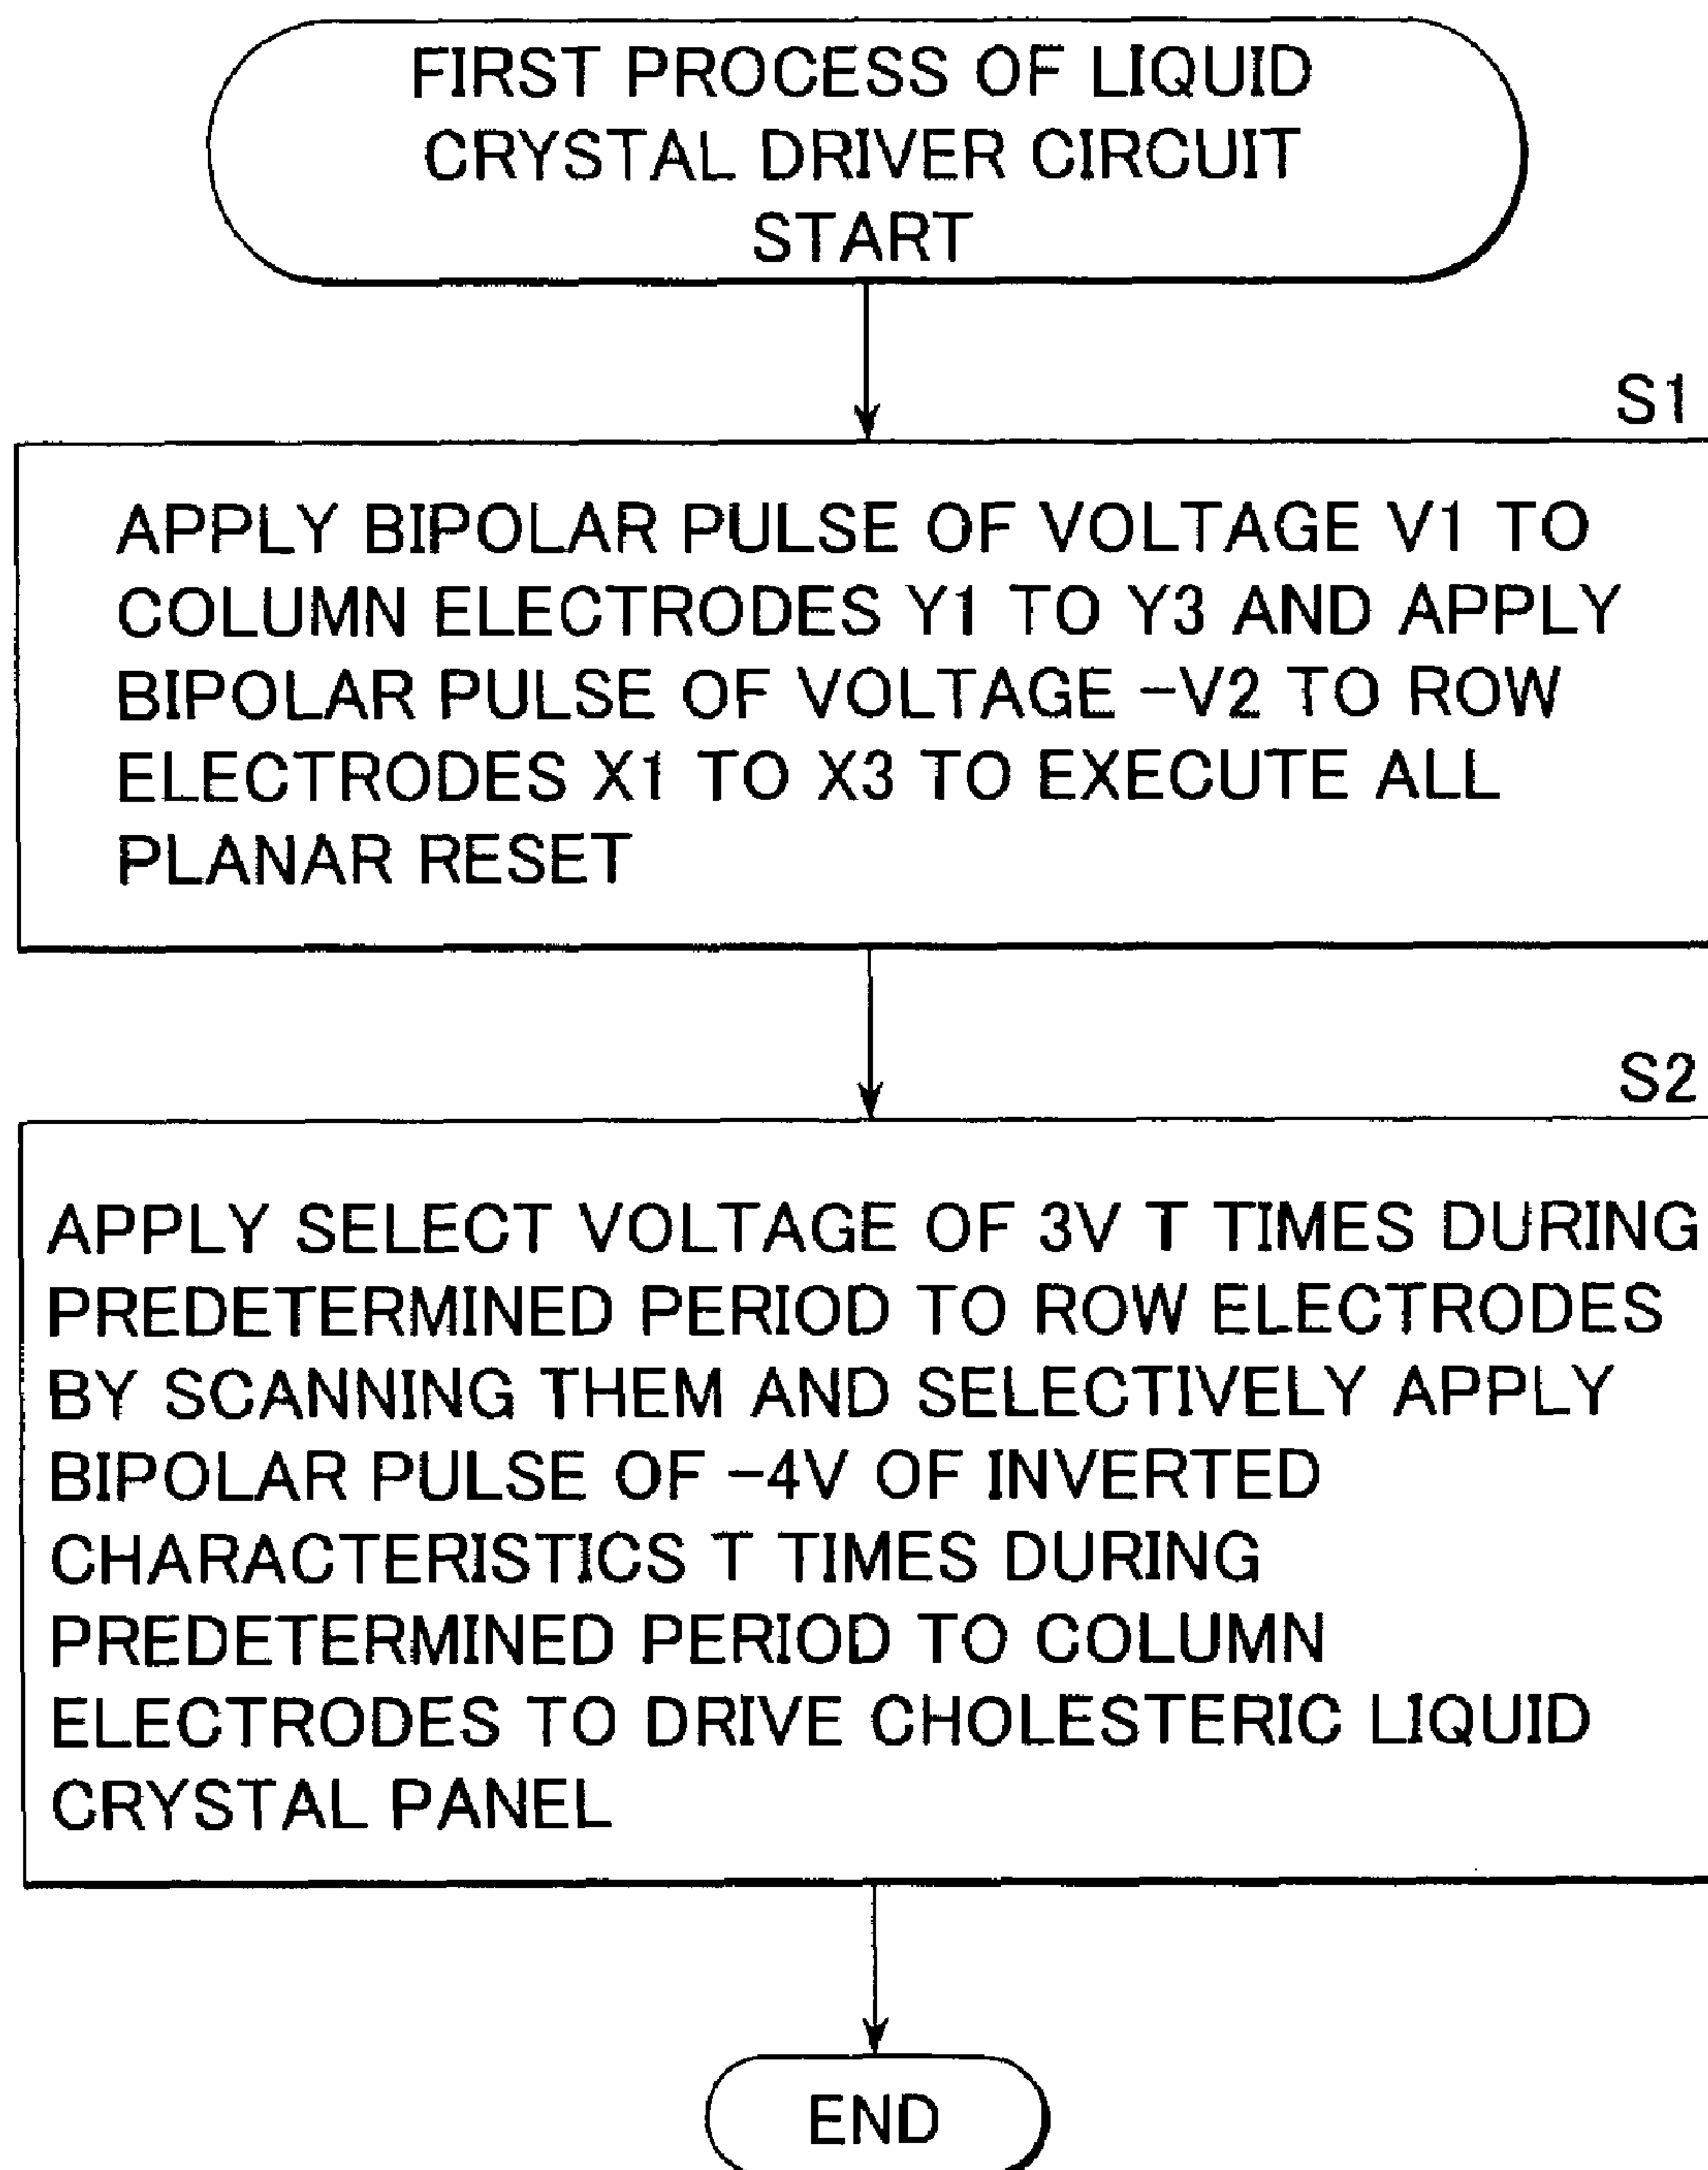 FIRST PROCESS OF LIQUID
CRYSTAL DRIVER CIRCUIT
START
S1
APPLY BIPOLAR PULSE OF VOLTAGE V1 TO
COLUMN ELECTRODES Y1 TO Y3 AND APPLY
BIPOLAR PULSE OF VOLTAGE -V2 TO ROW
ELECTRODES X1 TO X3 TO EXECUTE ALL
PLANAR RESET
S2
APPLY SELECT VOLTAGE OF 3V T TIMES DURING
PREDETERMINED PERIOD TO ROW ELECTRODES
BY SCANNING THEM AND SELECTIVELY APPLY
BIPOLAR PULSE OF -4V OF INVERTED
CHARACTERISTICS T TIMES DURING
PREDETERMINED PERIOD TO COLUMN
ELECTRODES TO DRIVE CHOLESTERIC LIQUID
CRYSTAL PANEL
END